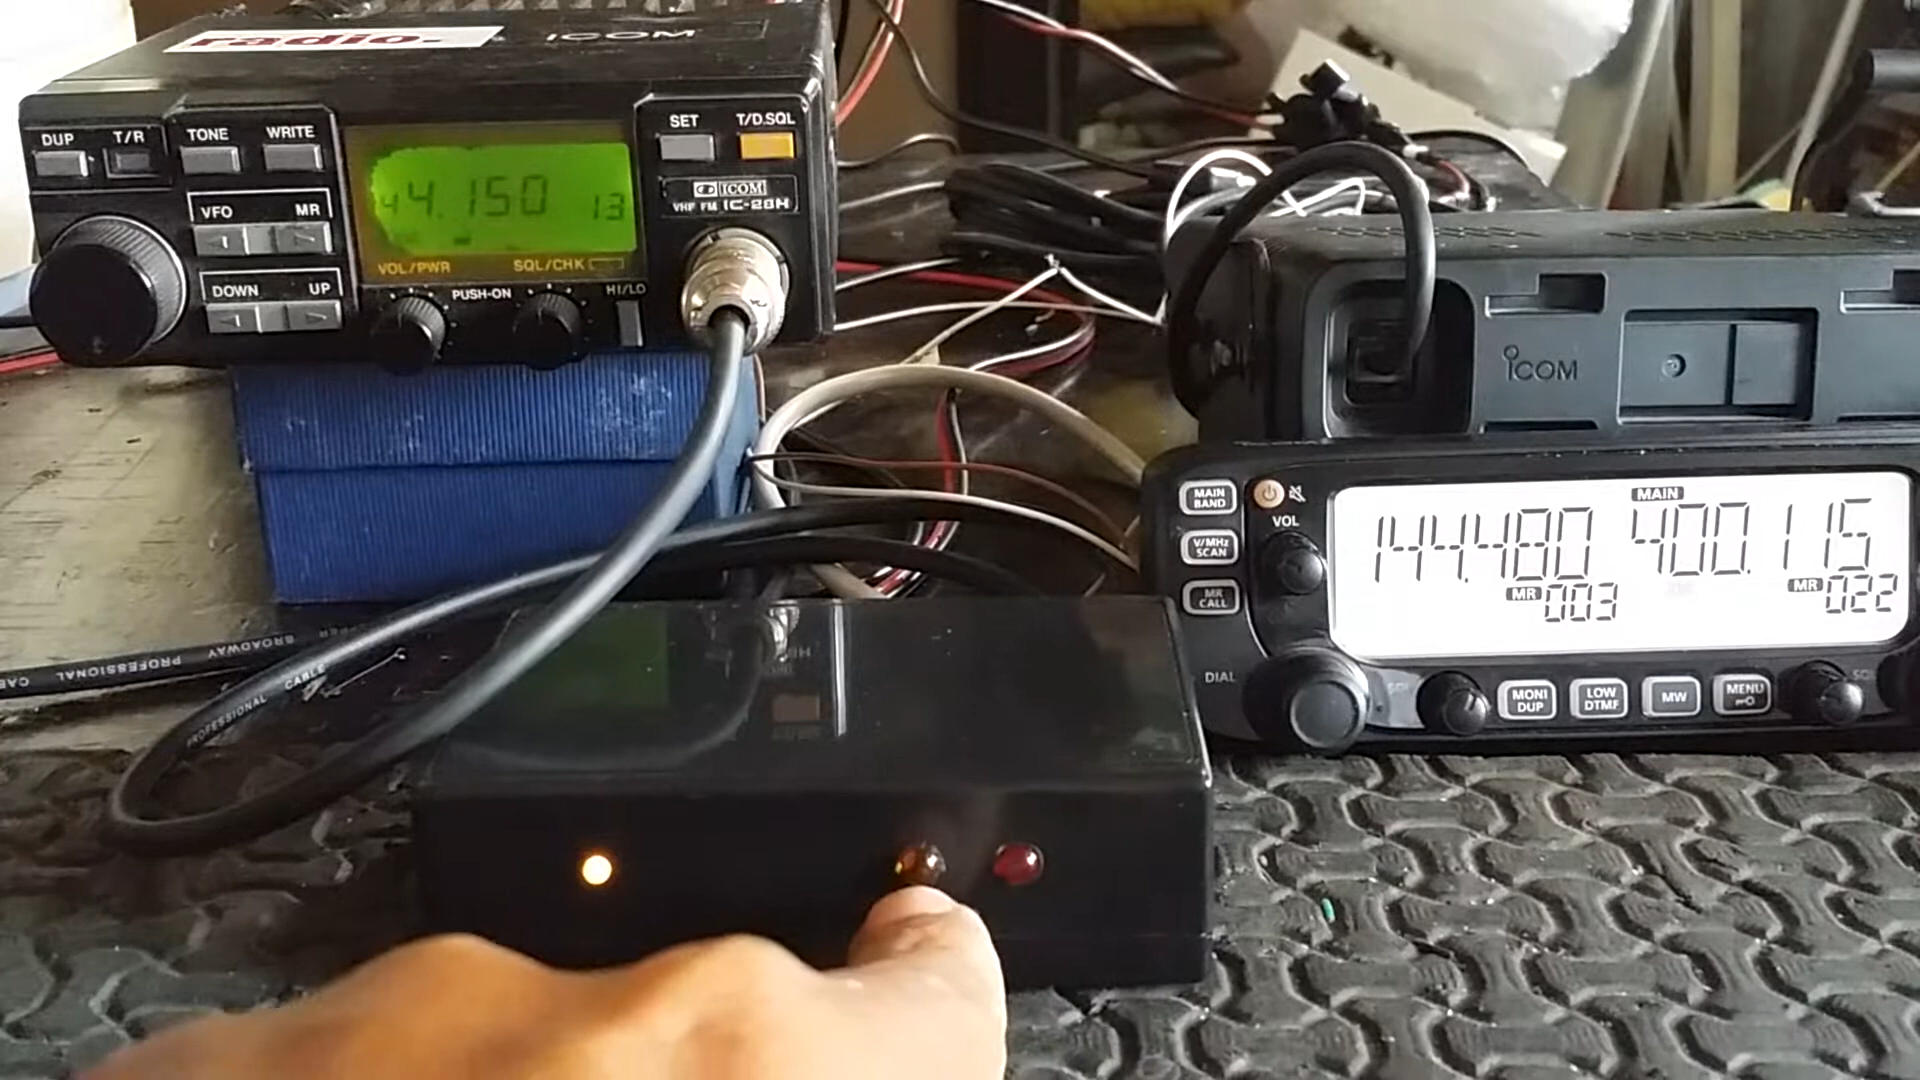 radio.
ICOM
DUP
T/R
TONE
WRITE
SET
T/D.SQL
44.150
13
ICOM
VHF FM IC-28H
VFO
MR
VOL/PWR
SQL/CHK
DOWN
UP
PUSH-ON
HI/LO
ICOM
MAIN BAND
VOL
MAIN
144.480
400.115
V/MHz SCAN
MR 003
MR 022
MR CALL
DIAL
MONI DUP
LOW DTMF
MW
MENU
BROADWAY
PROFESSIONAL
PROFESSIONAL CABLE